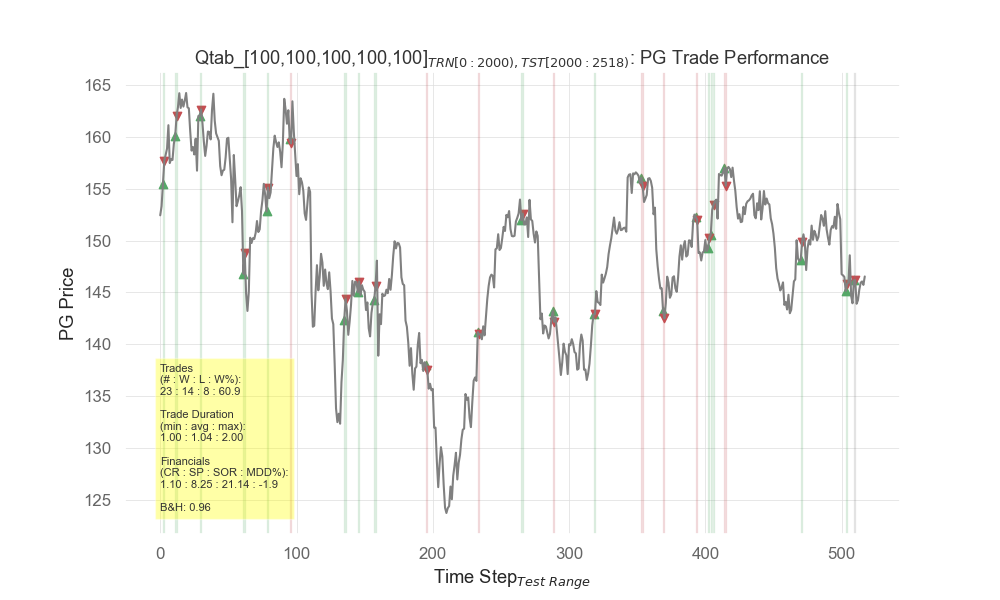 Qtab_[100,100,100,100,100]TRN[0 : 2000), TST[2000 : 2518): PG Trade Performance
165
160
155
150
145
140
135
130
125
PG Price
Trades
(# : W : L : W%):
23 : 14 : 8 : 60.9
Trade Duration
(min : avg : max):
1.00 : 1.04 : 2.00
Financials
(CR : SP : SOR : MDD%):
1.10 : 8.25 : 21.14 : -1.9
B&H: 0.96
0 100 200 300 400 500
Time StepTest Range